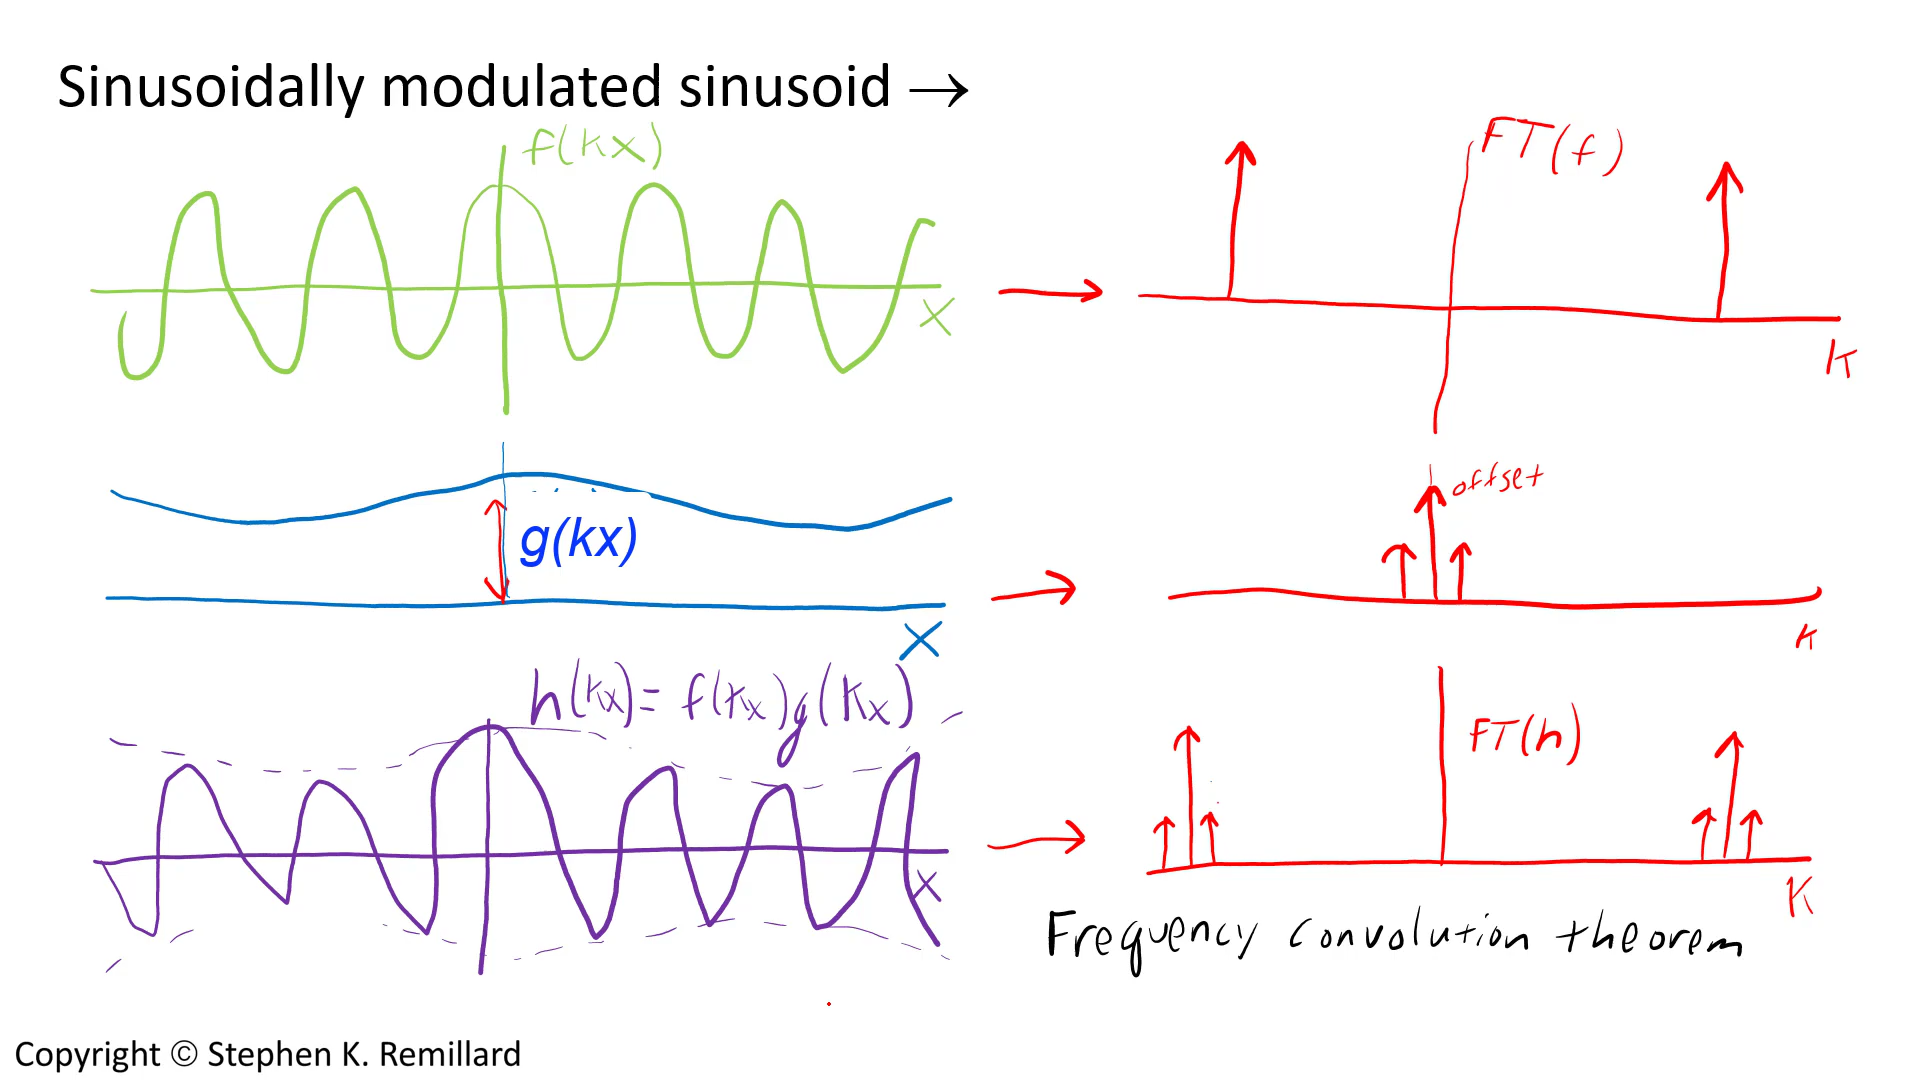 Sinusoidally modulated sinusoid →
f(kx)
FT(f)
x
k
offset
g(kx)
x
k
h(kx) = f(kx)g(kx)
FT(h)
x
k
Frequency convolution theorem
Copyright © Stephen K. Remillard